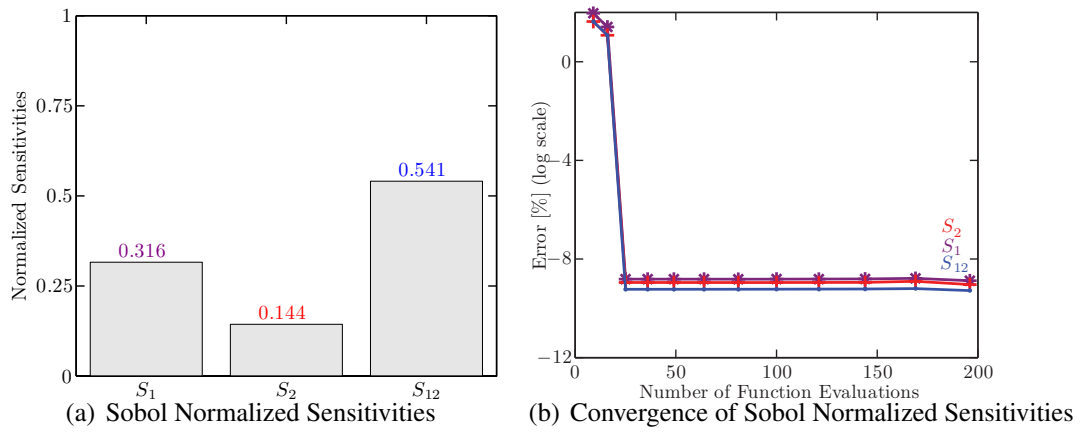 1
0.75
0.5
0.25
0
Normalized Sensitivities
0.316
0.144
0.541
S1
S2
S12
(a) Sobol Normalized Sensitivities
0
−4
−8
−12
Error [%] (log scale)
S2
S1
S12
0 50 100 150 200
Number of Function Evaluations
(b) Convergence of Sobol Normalized Sensitivities